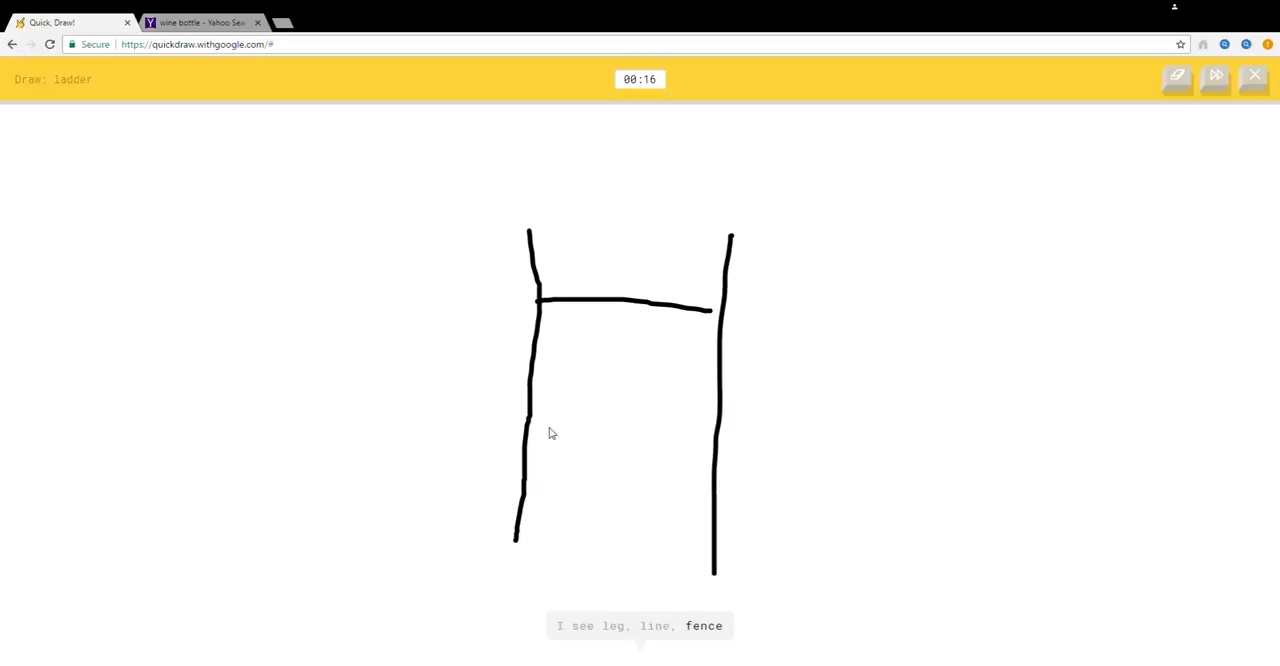 Quick, Draw!
wine bottle - Yahoo Sea
Secure
https://quickdraw.withgoogle.com/#
Draw: ladder
00:16
I see leg, line, fence